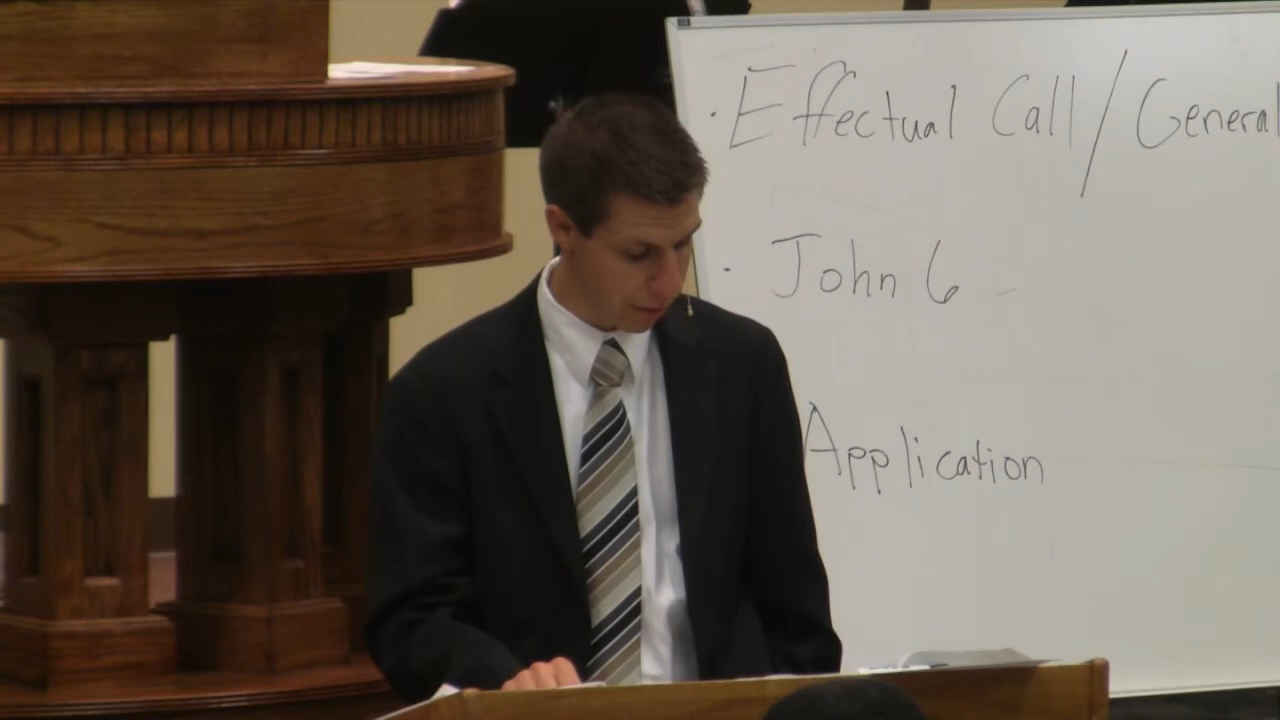 · Effectual Call / General
· John 6
Application